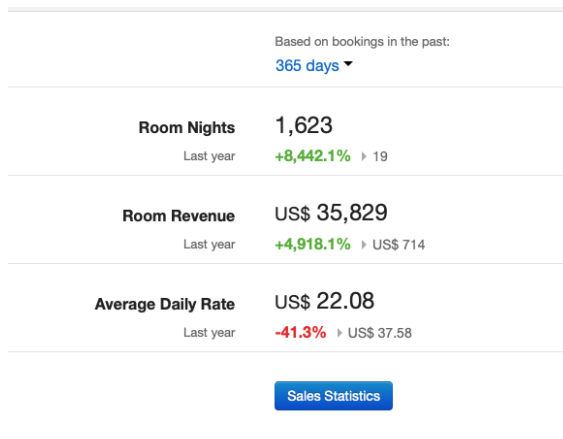 Based on bookings in the past:
365 days
Room Nights 1,623
Last year +8,442.1% 19
Room Revenue US$ 35,829
Last year +4,918.1% US$ 714
Average Daily Rate US$ 22.08
Last year -41.3% US$ 37.58
Sales Statistics